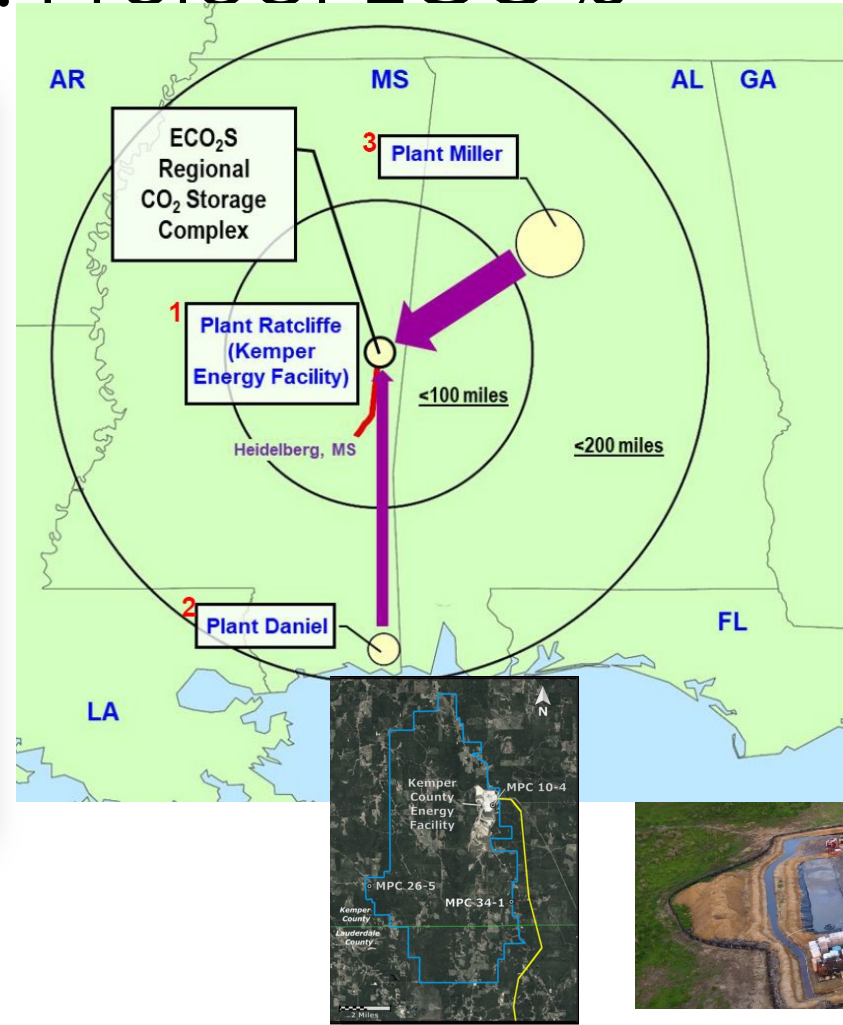 AR
MS
AL
GA
ECO₂S
Regional
CO₂ Storage
Complex
3
Plant Miller
1
Plant Ratcliffe
(Kemper
Energy Facility)
<100 miles
<200 miles
Heidelberg, MS
2
Plant Daniel
FL
LA
N
Kemper
County
Energy
Facility
MPC 10-4
MPC 26-5
MPC 34-1
Kemper
County
Lauderdale
County
2 Miles